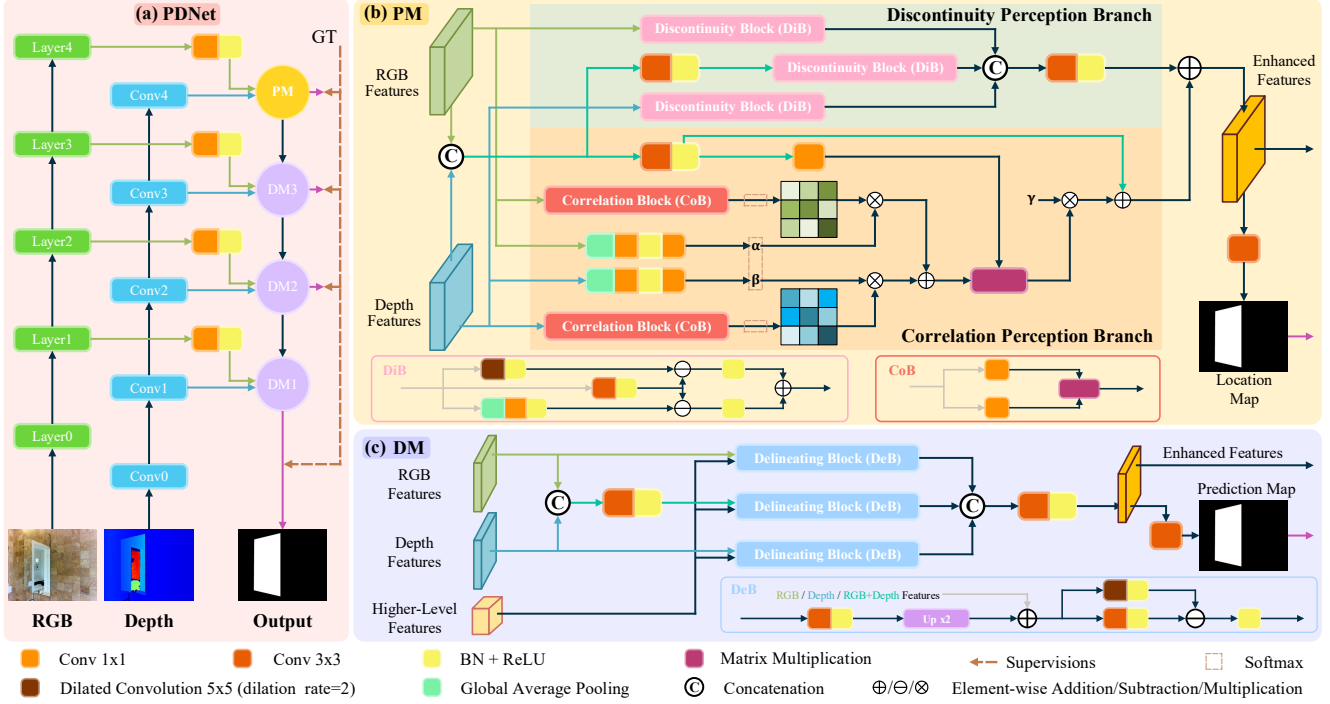 (a) PDNet
GT
Layer4
Conv4
PM
Layer3
Conv3
DM3
Layer2
Conv2
DM2
Layer1
Conv1
DM1
Layer0
Conv0
RGB
Depth
Output
(b) PM
Discontinuity Perception Branch
RGB
Features
Discontinuity Block (DiB)
Discontinuity Block (DiB)
Discontinuity Block (DiB)
C
C
Enhanced
Features
Correlation Block (CoB)
α
β
γ
Depth
Features
Correlation Block (CoB)
Correlation Perception Branch
Location
Map
DiB
CoB
(c) DM
RGB
Features
Depth
Features
Higher-Level
Features
C
Delineating Block (DeB)
Delineating Block (DeB)
Delineating Block (DeB)
C
Enhanced Features
Prediction Map
DeB
RGB / Depth / RGB+Depth Features
Up x2
Conv 1x1
Conv 3x3
BN + ReLU
Matrix Multiplication
Supervisions
Softmax
Dilated Convolution 5x5 (dilation_rate=2)
Global Average Pooling
C Concatenation
⊕/⊖/⊗ Element-wise Addition/Subtraction/Multiplication